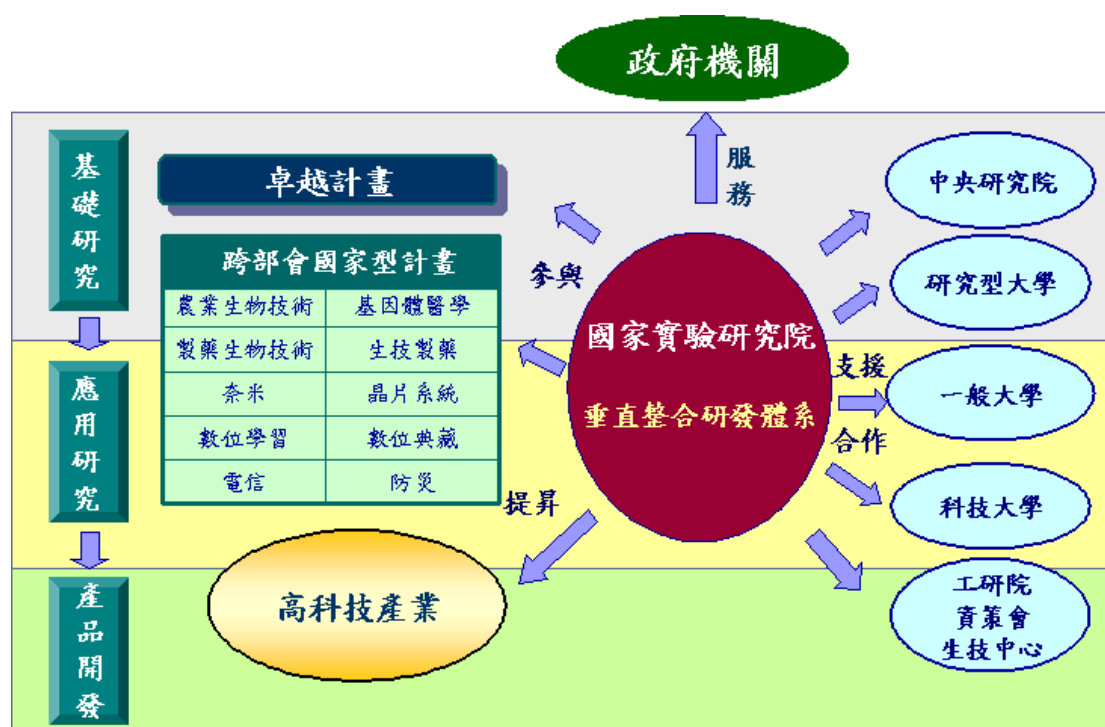 政府機關
服
務
基
礎
研
究
應
用
研
究
產
品
開
發
卓越計畫
跨部會國家型計畫
農業生物技術 基因體醫學
製藥生物技術 生技製藥
奈米 晶片系統
數位學習 數位典藏
電信 防災
參與
提昇
高科技產業
國家實驗研究院
垂直整合研發體系
支援
合作
中央研究院
研究型大學
一般大學
科技大學
工研院
資策會
生技中心